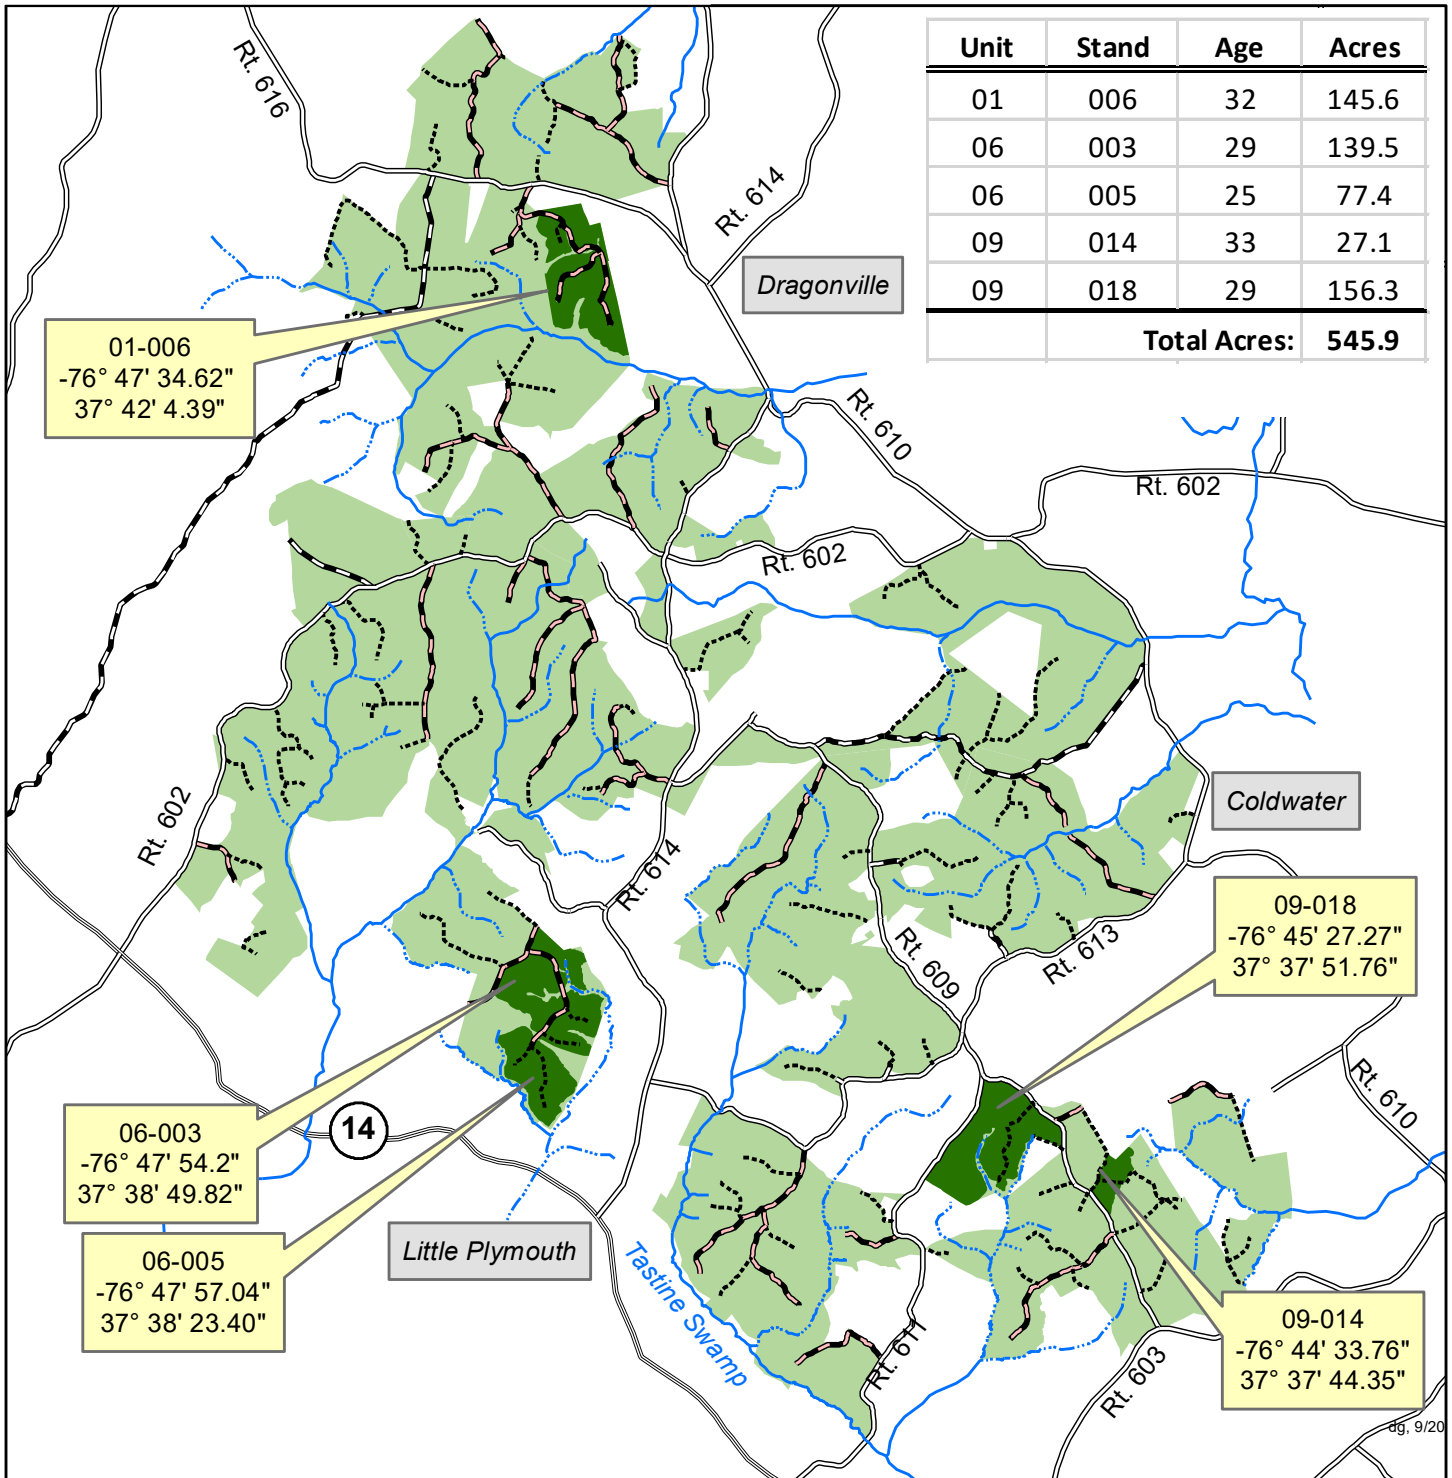 Unit Stand Age Acres
01 006 32 145.6
06 003 29 139.5
06 005 25 77.4
09 014 33 27.1
09 018 29 156.3
Total Acres: 545.9
Rt. 616
Rt. 614
Dragonville
01-006
-76° 47' 34.62"
37° 42' 4.39"
Rt. 610
Rt. 602
Rt. 602
Rt. 602
Coldwater
Rt. 614
09-018
-76° 45' 27.27"
37° 37' 51.76"
Rt. 609
Rt. 613
06-003
-76° 47' 54.2"
37° 38' 49.82"
14
Rt. 610
06-005
-76° 47' 57.04"
37° 38' 23.40"
Little Plymouth
Tastine Swamp
Rt. 611
09-014
-76° 44' 33.76"
37° 37' 44.35"
Rt. 603
dg, 9/20